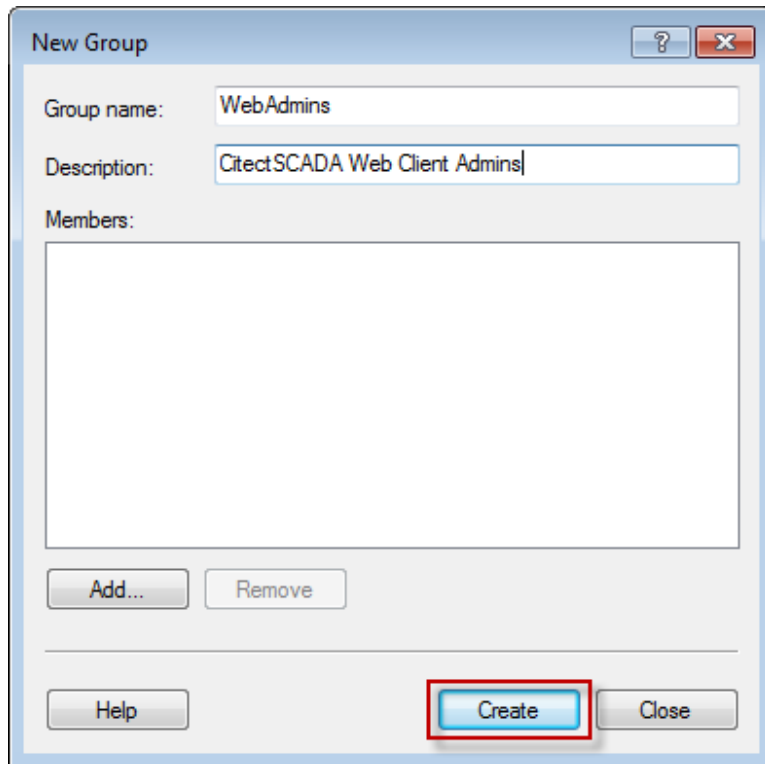 New Group
Group name: WebAdmins
Description: CitectSCADA Web Client Admins
Members:
Add... Remove
Help Create Close